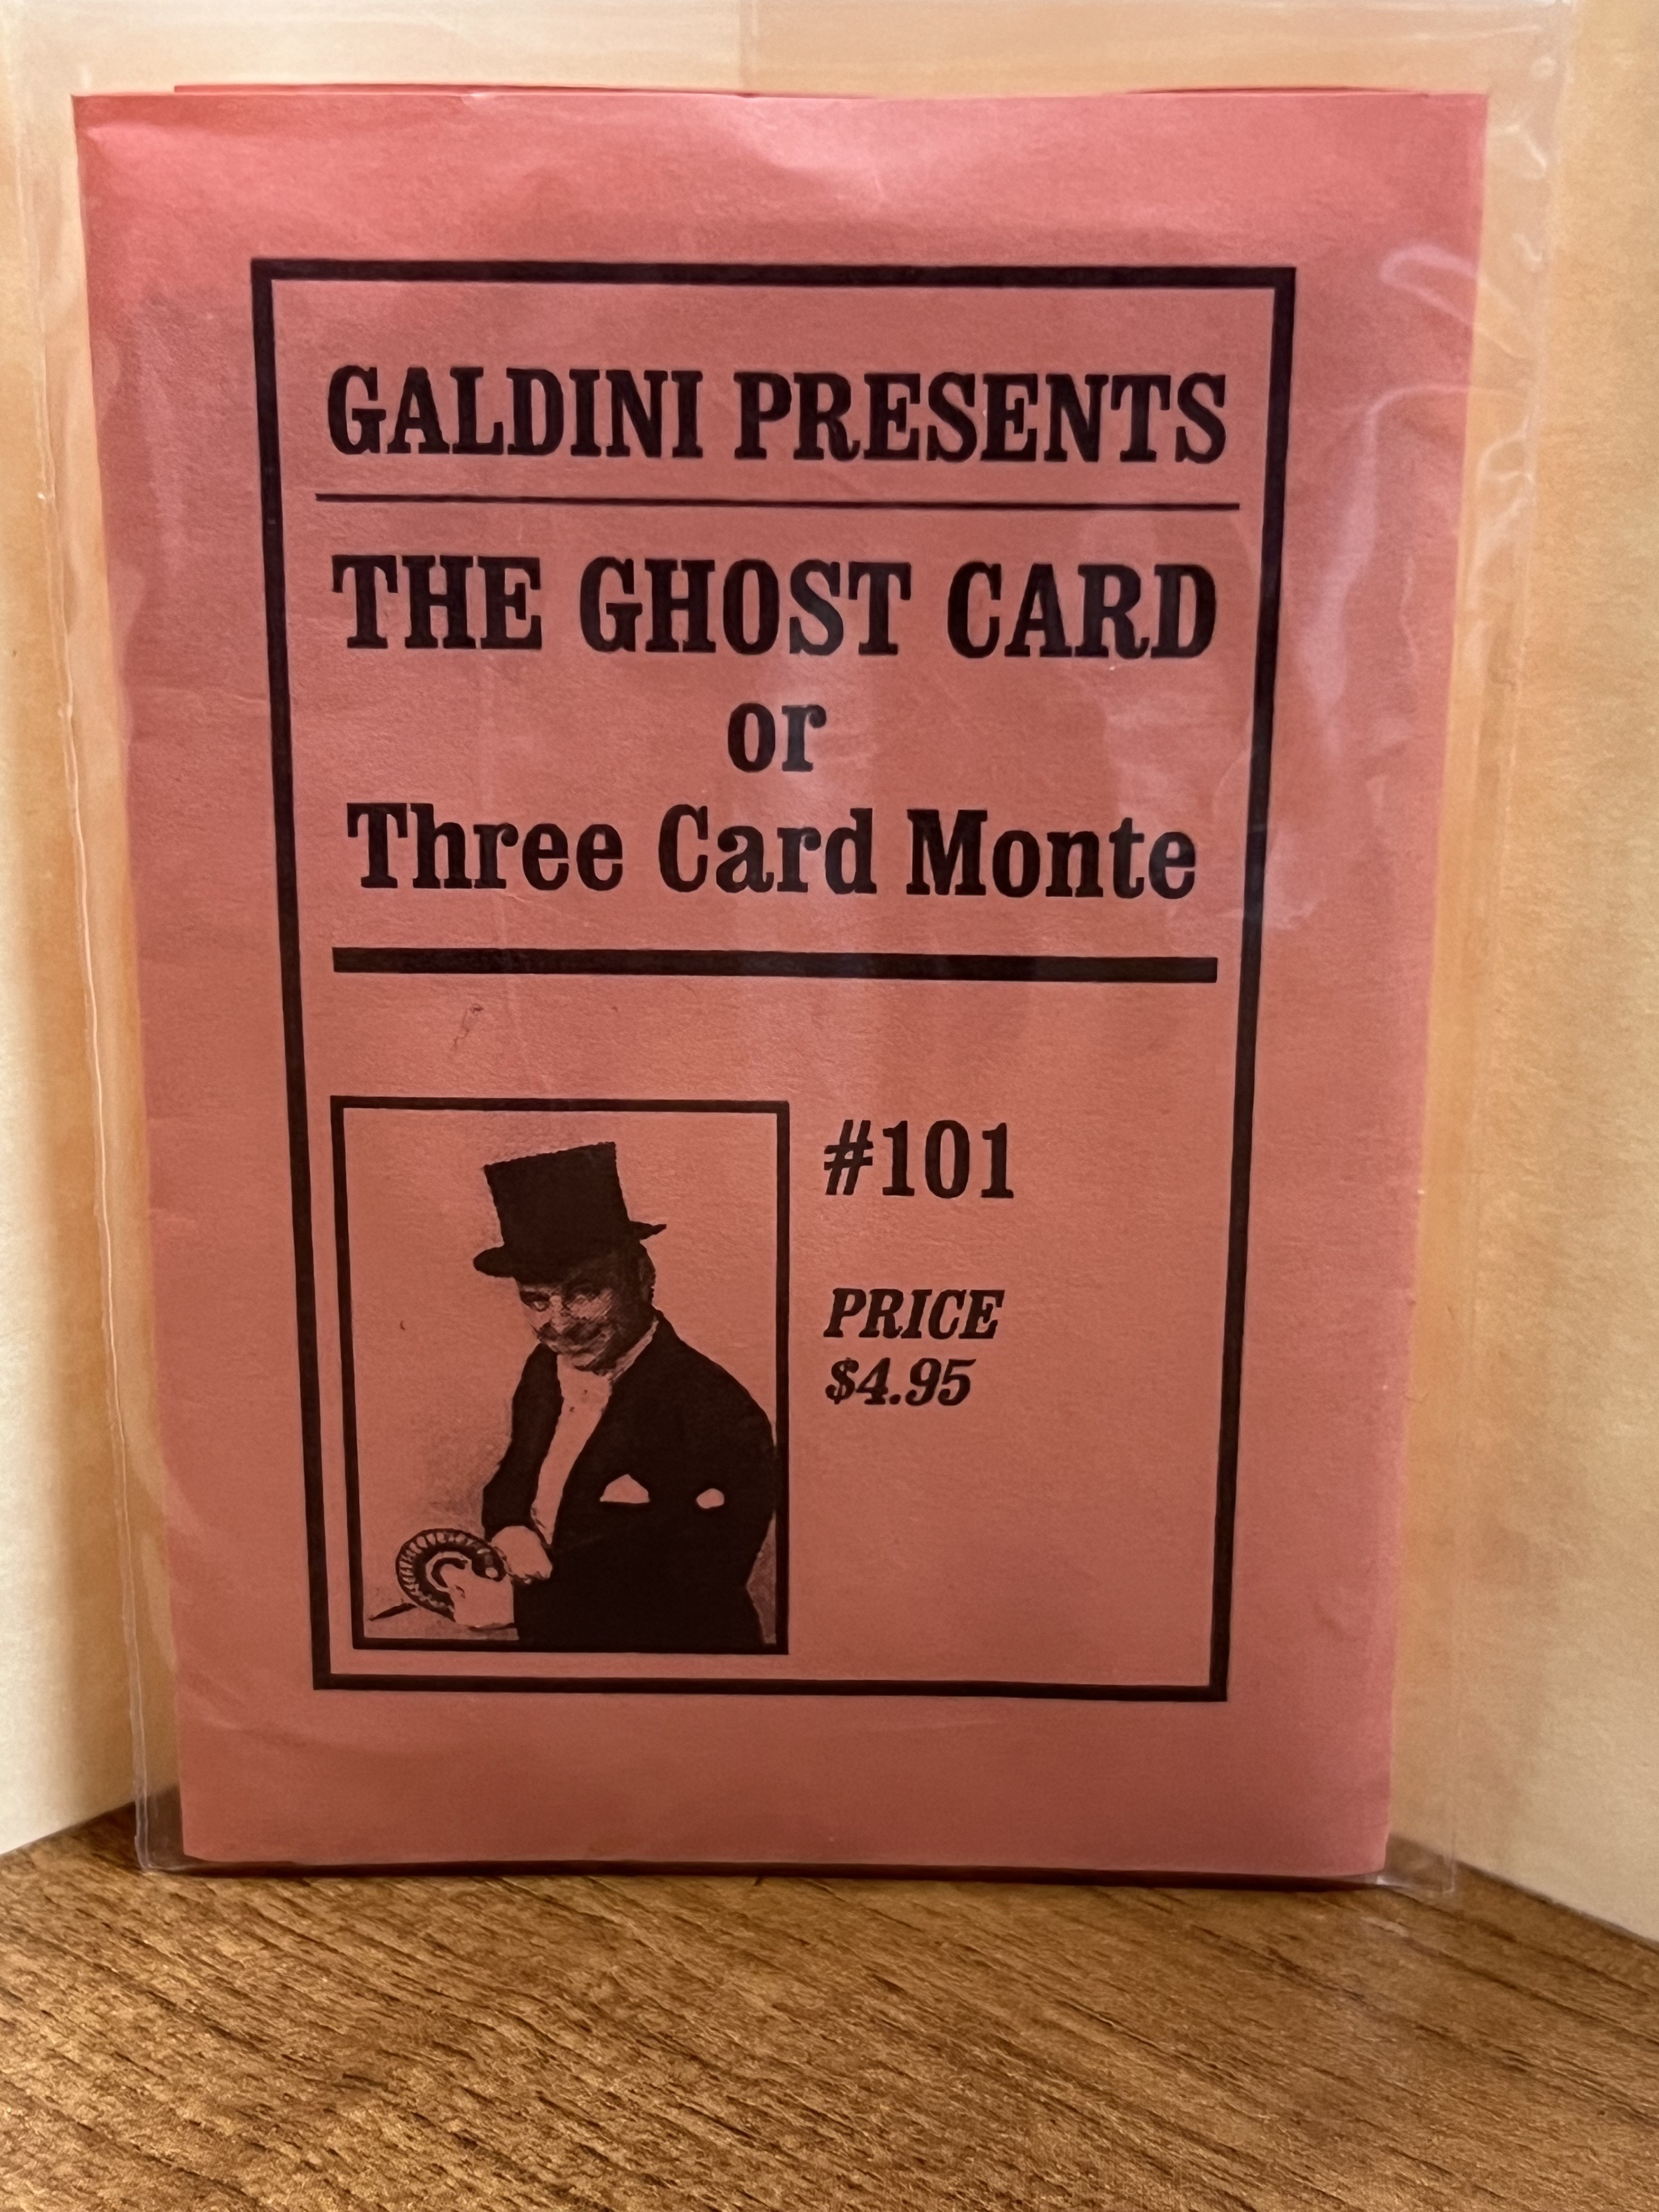 GALDINI PRESENTS
THE GHOST CARD
or
Three Card Monte
#101
PRICE
$4.95